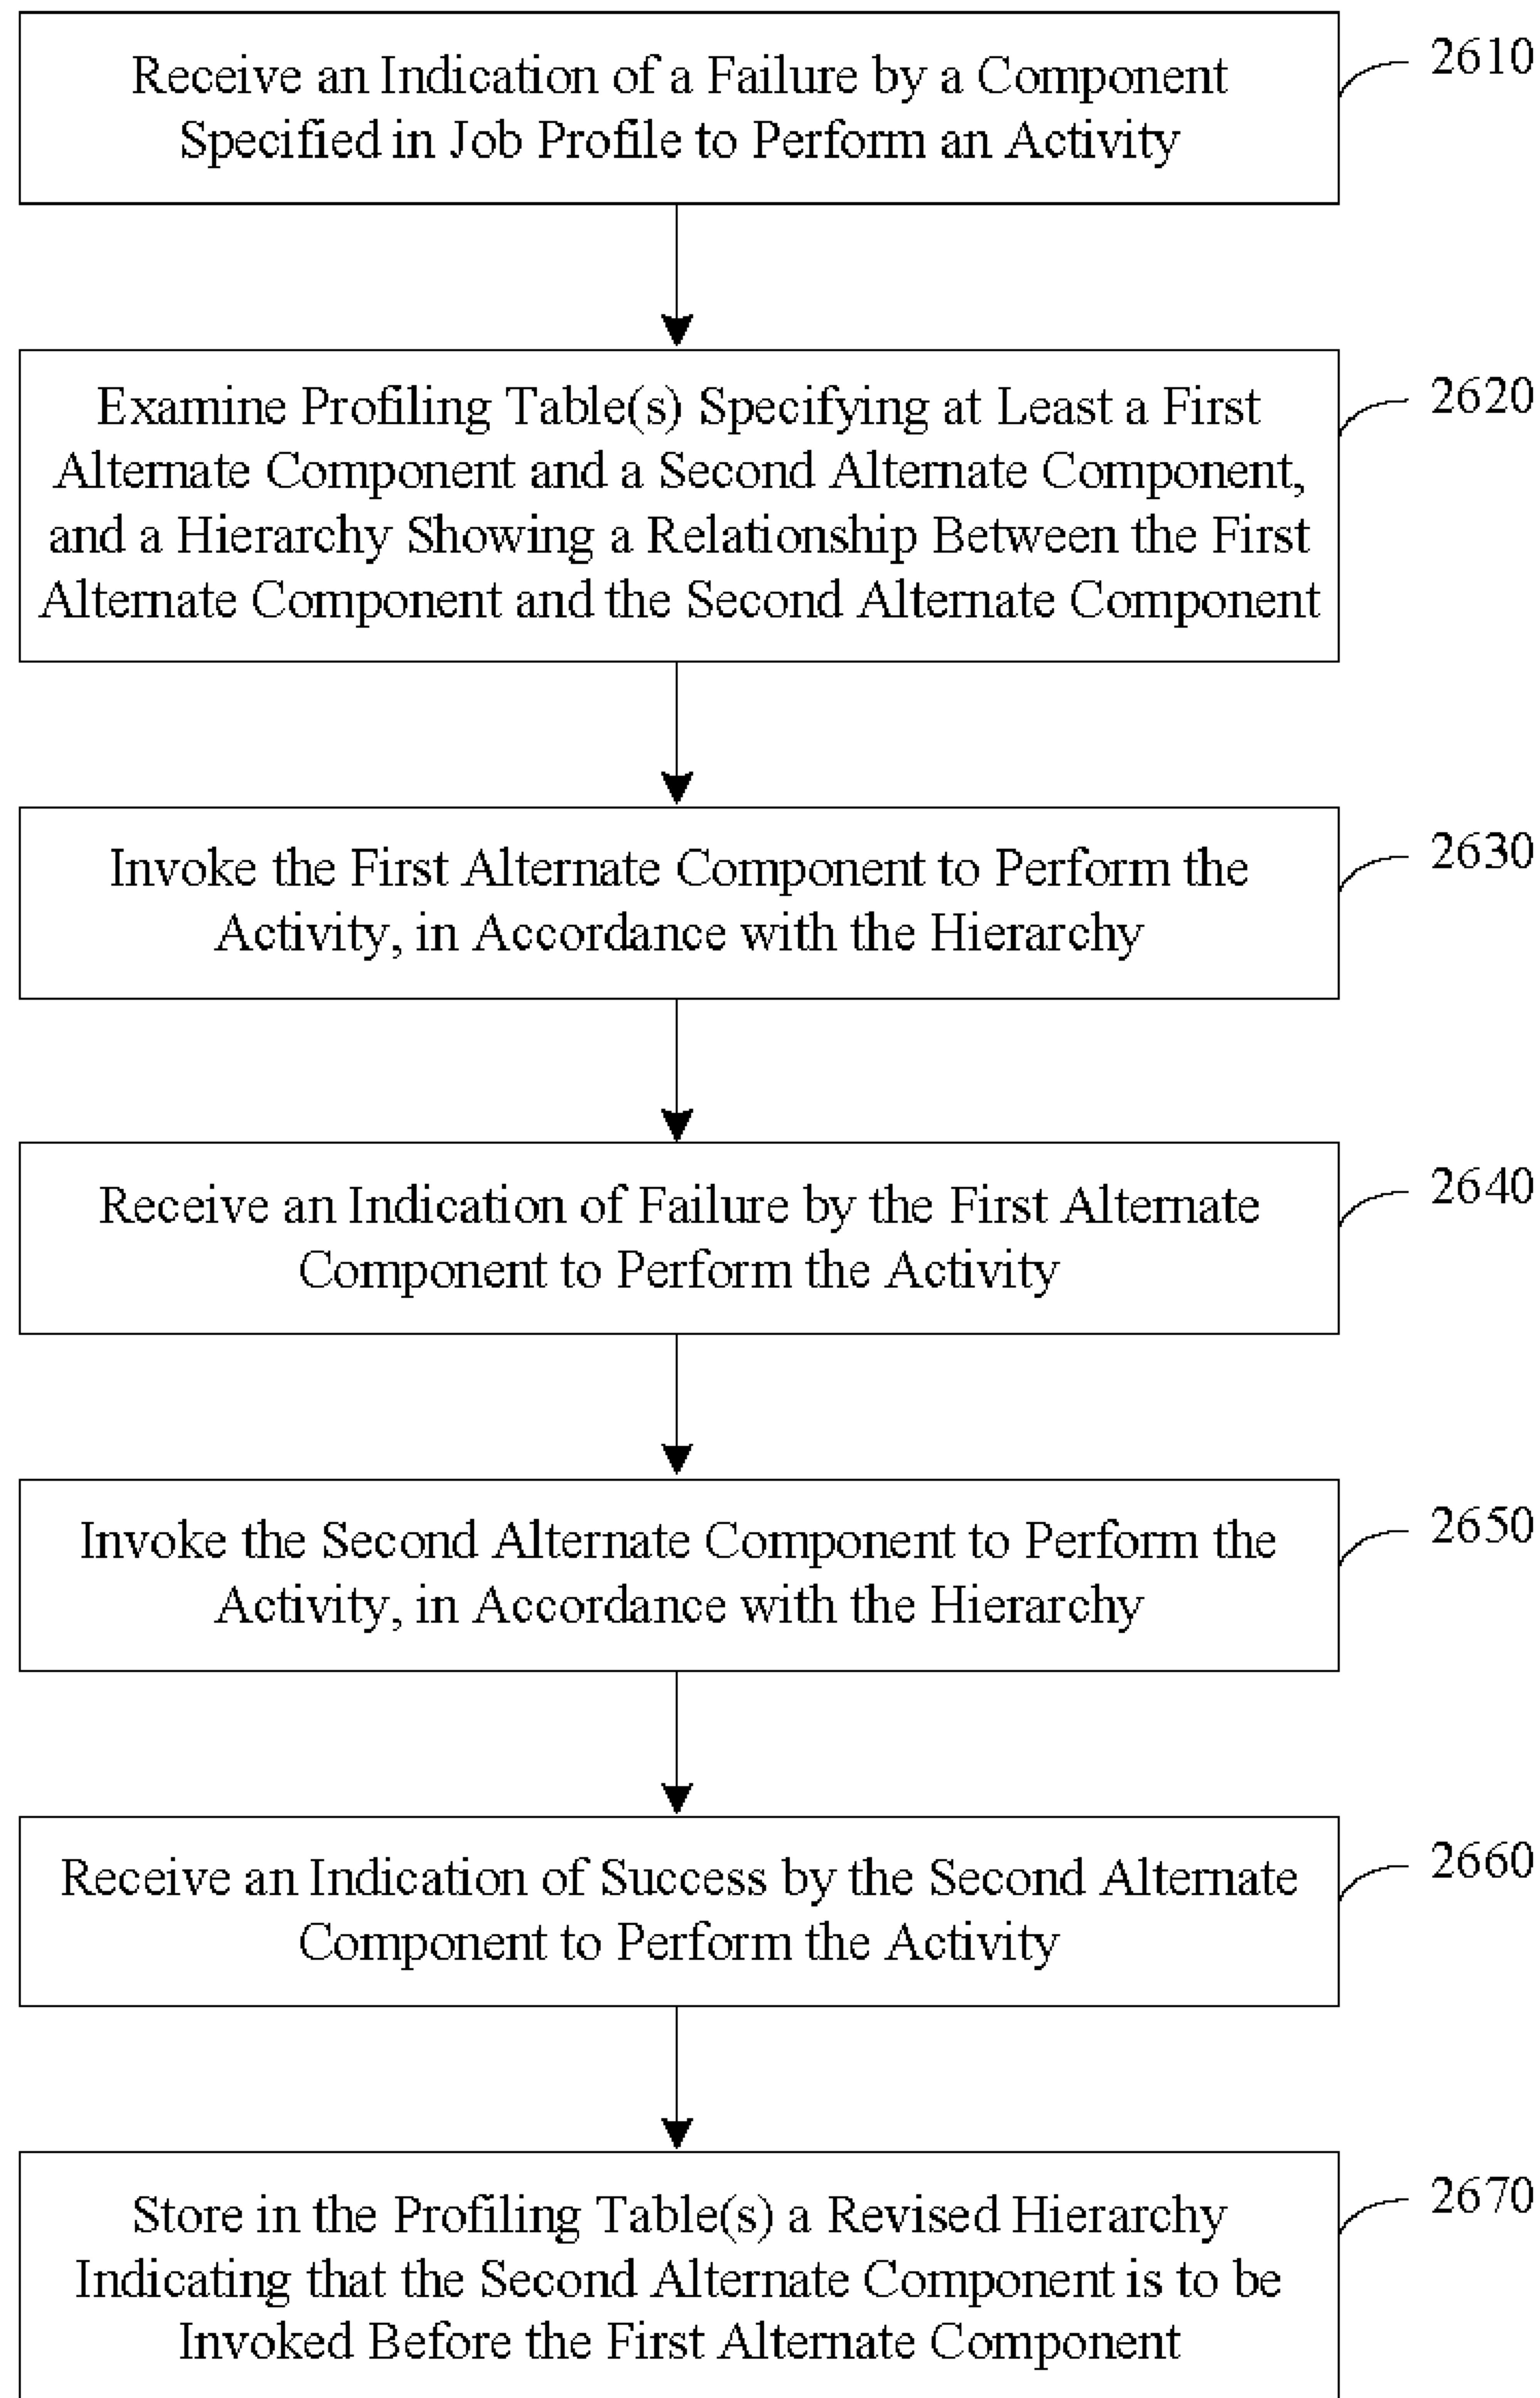 Receive an Indication of a Failure by a Component
Specified in Job Profile to Perform an Activity
2610
Examine Profiling Table(s) Specifying at Least a First
Alternate Component and a Second Alternate Component,
and a Hierarchy Showing a Relationship Between the First
Alternate Component and the Second Alternate Component
2620
Invoke the First Alternate Component to Perform the
Activity, in Accordance with the Hierarchy
2630
Receive an Indication of Failure by the First Alternate
Component to Perform the Activity
2640
Invoke the Second Alternate Component to Perform the
Activity, in Accordance with the Hierarchy
2650
Receive an Indication of Success by the Second Alternate
Component to Perform the Activity
2660
Store in the Profiling Table(s) a Revised Hierarchy
Indicating that the Second Alternate Component is to be
Invoked Before the First Alternate Component
2670